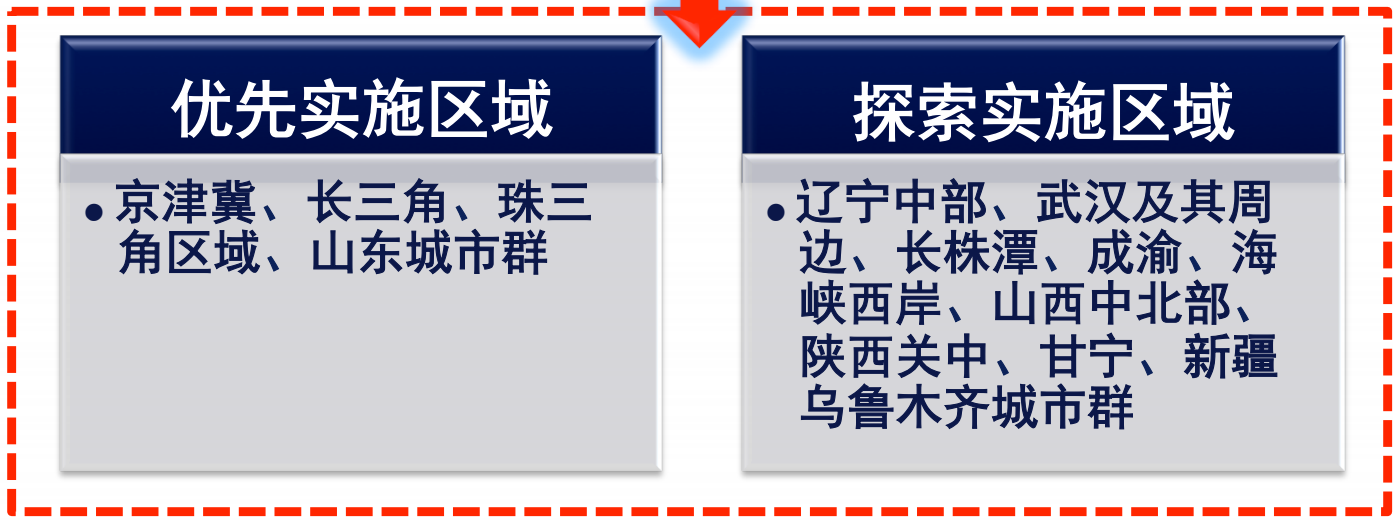 优先实施区域
•京津冀、长三角、珠三
角区域、山东城市群
探索实施区域
•辽宁中部、武汉及其周
边、长株潭、成渝、海
峡西岸、山西中北部、
陕西关中、甘宁、新疆
乌鲁木齐城市群